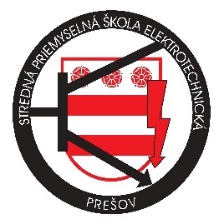 STREDNÁ PRIEMYSELNÁ ŠKOLA ELEKTROTECHNICKÁ
PREŠOV